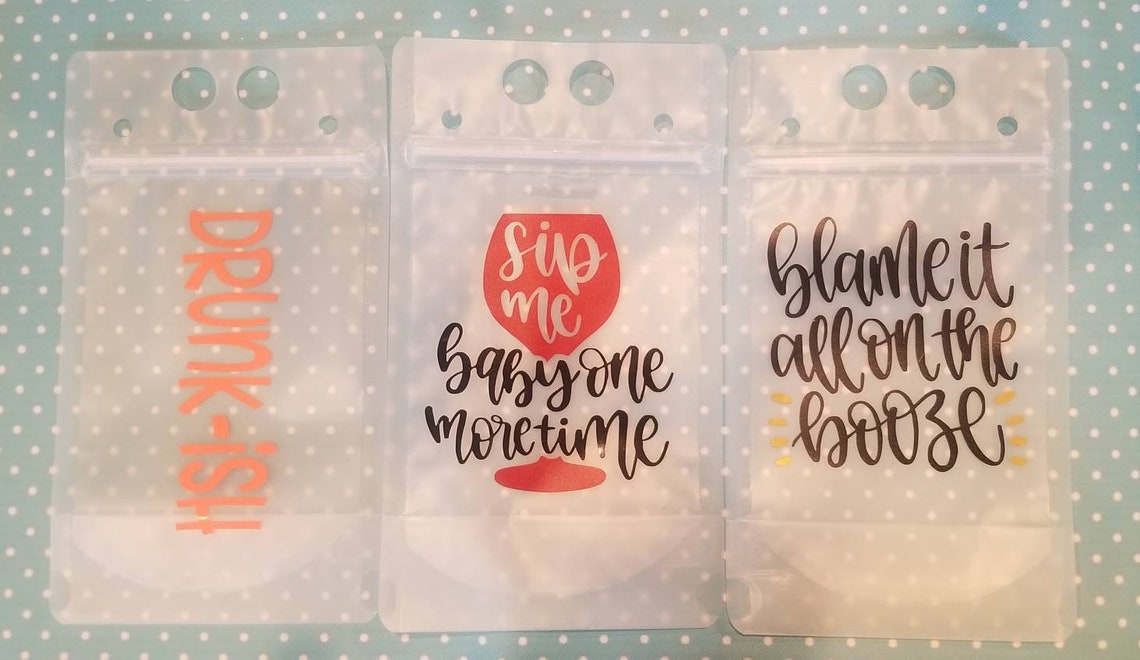 DRUNK-iSH
sip
me
baby one
more time
blame it
all on the
booze